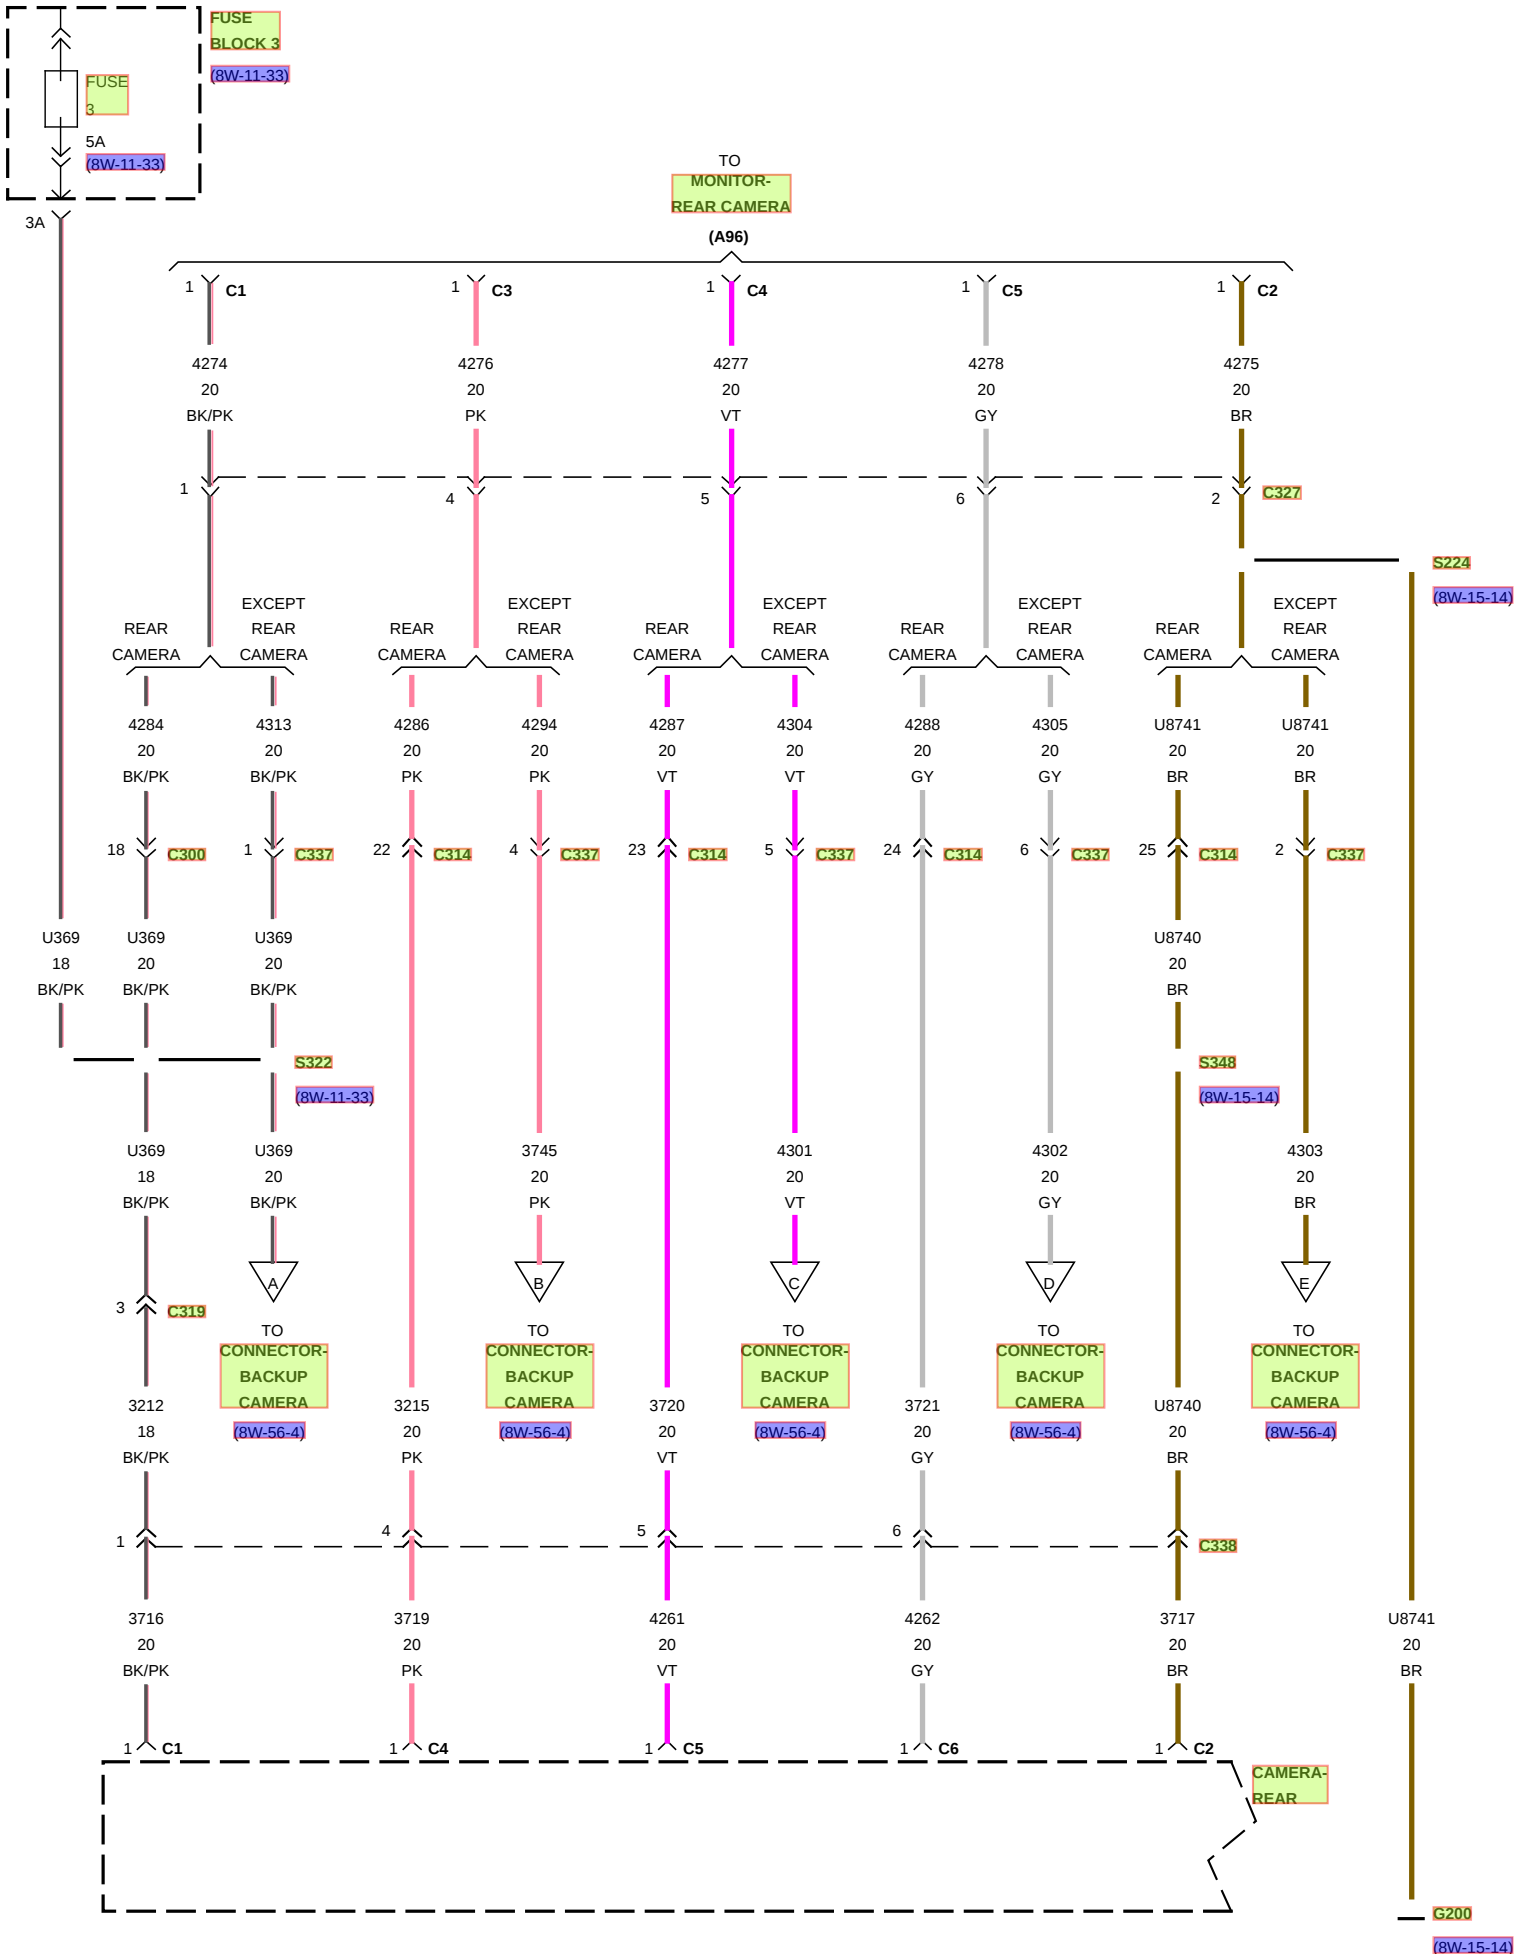 FUSE
BLOCK 3
(8W-11-33)
FUSE
3
5A
(8W-11-33)
3A
TO
MONITOR-
REAR CAMERA
(A96)
1 C1 1 C3 1 C4 1 C5 1 C2
4274 4276 4277 4278 4275
20 20 20 20 20
BK/PK PK VT GY BR
1 4 5 6 2 C327
S224
(8W-15-14)
EXCEPT EXCEPT EXCEPT EXCEPT EXCEPT
REAR REAR REAR REAR REAR REAR REAR REAR REAR REAR
CAMERA CAMERA CAMERA CAMERA CAMERA CAMERA CAMERA CAMERA CAMERA CAMERA
4284 4313 4286 4294 4287 4304 4288 4305 U8741 U8741
20 20 20 20 20 20 20 20 20 20
BK/PK BK/PK PK PK VT VT GY GY BR BR
18 C300 1 C337 22 C314 4 C337 23 C314 5 C337 24 C314 6 C337 25 C314 2 C337
U369 U369 U369 U8740
18 20 20 20
BK/PK BK/PK BK/PK BR
S322 S348
(8W-11-33) (8W-15-14)
U369 U369 3745 4301 4302 4303
18 20 20 20 20 20
BK/PK BK/PK PK VT GY BR
A B C D E
3 C319
TO TO TO TO TO
CONNECTOR- CONNECTOR- CONNECTOR- CONNECTOR- CONNECTOR-
BACKUP BACKUP BACKUP BACKUP BACKUP
CAMERA CAMERA CAMERA CAMERA CAMERA
(8W-56-4) (8W-56-4) (8W-56-4) (8W-56-4) (8W-56-4)
3212 3215 3720 3721 U8740
18 20 20 20 20
BK/PK PK VT GY BR
1 4 5 6 C338
3716 3719 4261 4262 3717 U8741
20 20 20 20 20 20
BK/PK PK VT GY BR BR
1 C1 1 C4 1 C5 1 C6 1 C2
CAMERA-
REAR
G200
(8W-15-14)